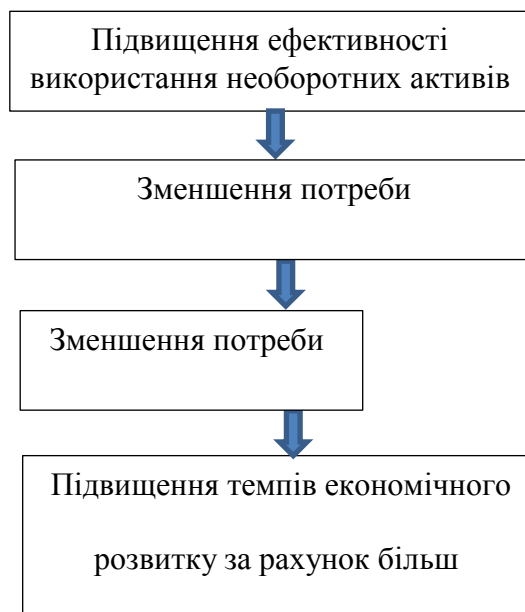 Підвищення ефективності
використання необоротних активів
Зменшення потреби
Зменшення потреби
Підвищення темпів економічного
розвитку за рахунок більш